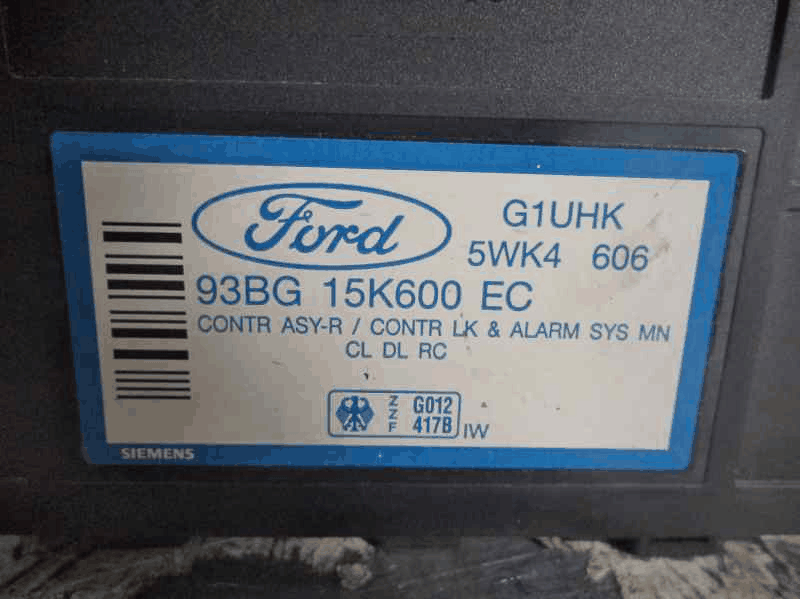 Ford
G1UHK
5WK4 606
93BG 15K600 EC
CONTR ASY-R / CONTR LK & ALARM SYS MN
CL DL RC
ZZF G012
417B IW
SIEMENS